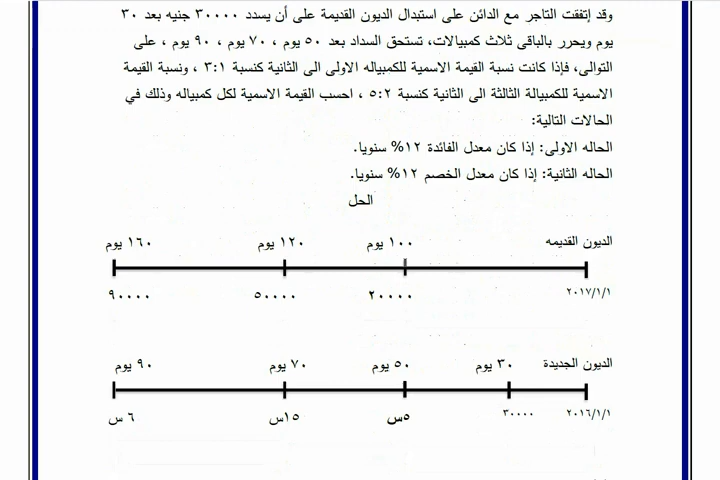 وقد إتفقت التاجر مع الدائن على استبدال الديون القديمة على أن يسدد ٣٠٠٠٠ جنيه بعد ٣٠
يوم ويحرر بالباقى ثلاث كمبيالات، تستحق السداد بعد ٥٠ يوم ، ٧٠ يوم ، ٩٠ يوم ، على
التوالى، فإذا كانت نسبة القيمة الاسمية للكمبياله الاولى الى الثانية كنسبة ٣:١ ، ونسبة القيمة
الاسمية للكمبيالة الثالثة الى الثانية كنسبة ٥:٢ ، احسب القيمة الاسمية لكل كمبياله وذلك في
الحالات التالية:
الحاله الاولى: إذا كان معدل الفائدة ١٢% سنويا.
الحاله الثانية: إذا كان معدل الخصم ١٢% سنويا.
الحل
الديون القديمه ١٠٠ يوم ١٢٠ يوم ١٦٠ يوم
٢٠١٧/١/١ ٢٠٠٠٠ ٥٠٠٠٠ ٩٠٠٠٠
الديون الجديدة ٣٠ يوم ٥٠ يوم ٧٠ يوم ٩٠ يوم
٢٠١٦/١/١ ٣٠٠٠٠ ٥س ١٥س ٦ س